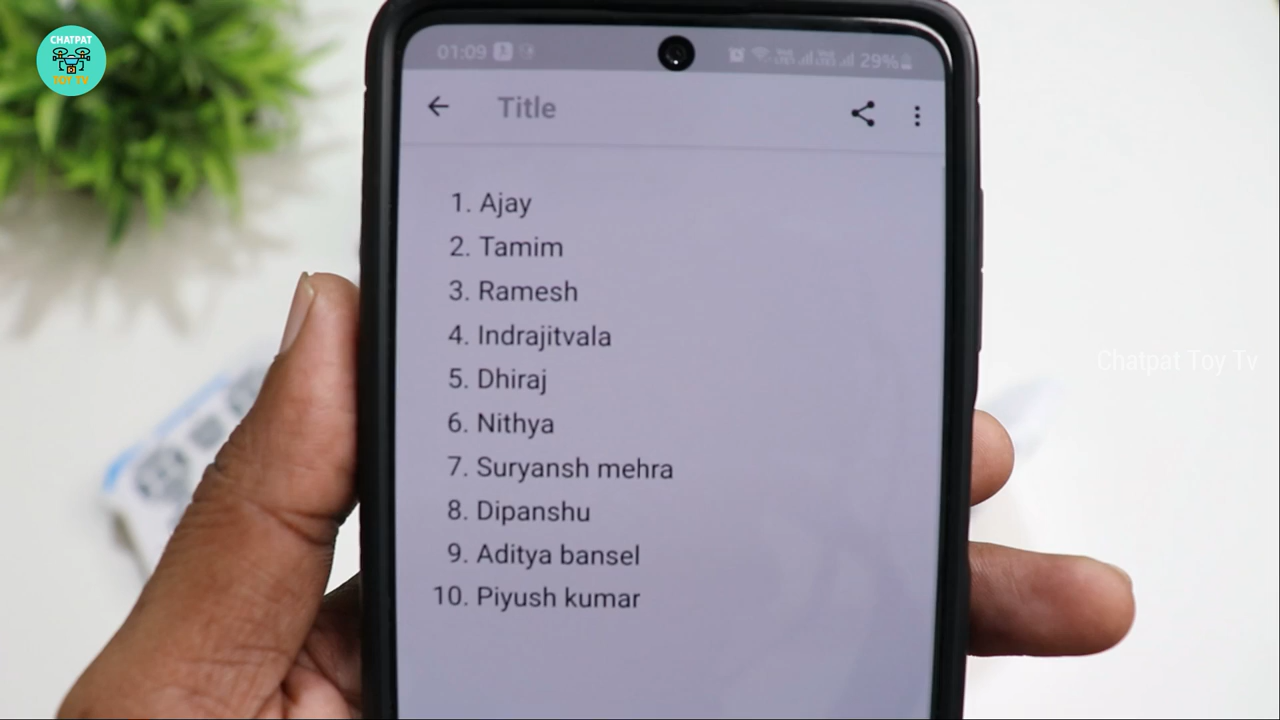 CHATPAT
TOY TV
01:09 29%
Title
1. Ajay
2. Tamim
3. Ramesh
4. Indrajitvala
5. Dhiraj
6. Nithya
7. Suryansh mehra
8. Dipanshu
9. Aditya bansel
10. Piyush kumar
Chatpat Toy Tv